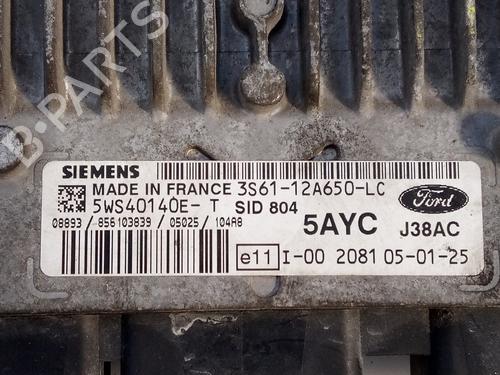 B-PARTS
SIEMENS
MADE IN FRANCE 3S61-12A650-LC
5WS40140E- T SID 804
08893 / 856103839 / 05025 / 104A8
5AYC
Ford
J38AC
e11 I-00 2081 05-01-25